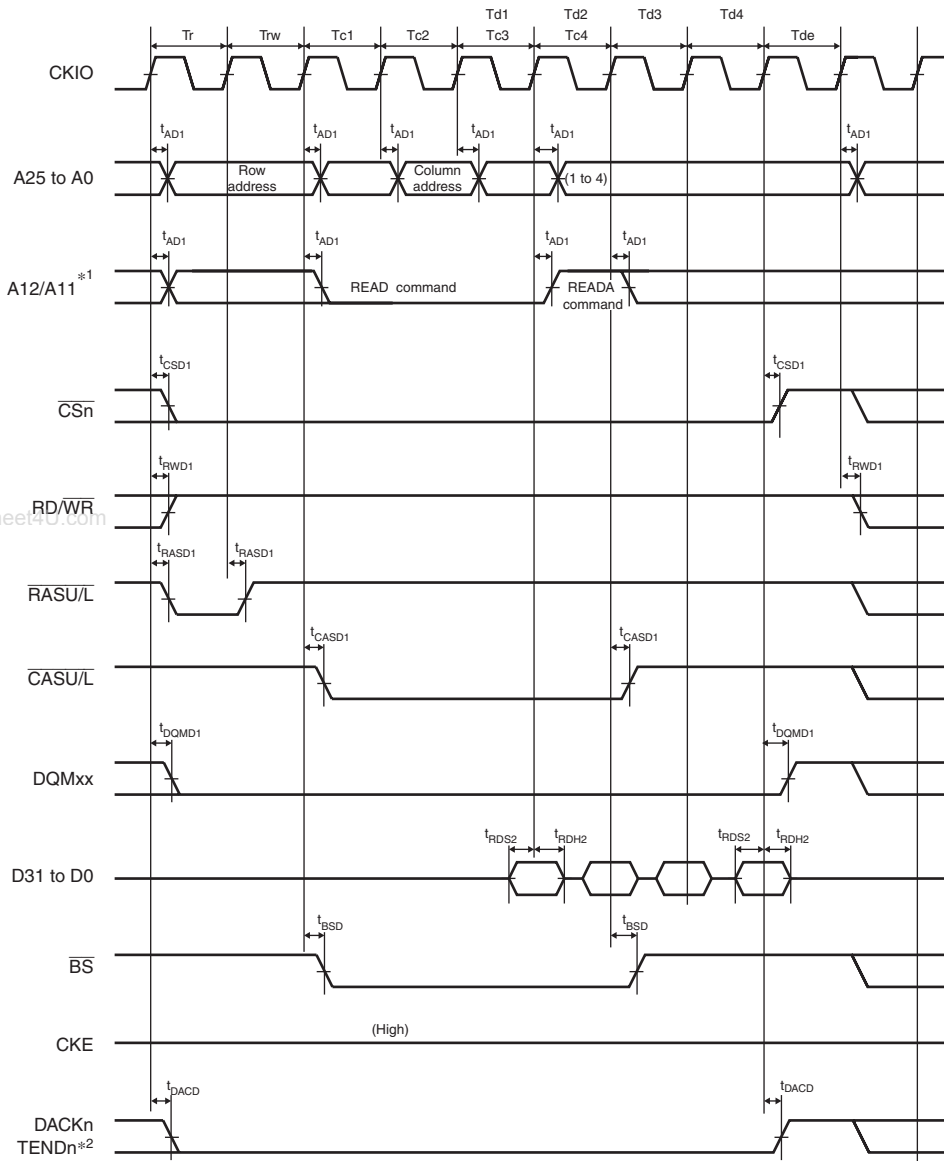 Td1 Td2 Td3 Td4
Tr Trw Tc1 Tc2 Tc3 Tc4 Tde
CKIO
tAD1 tAD1 tAD1 tAD1 tAD1 tAD1
A25 to A0 Row address Column address (1 to 4)
tAD1 tAD1 tAD1 tAD1
A12/A11*1 READ command READA command
tCSD1 tCSD1
CSn
tRWD1 tRWD1
RD/WR
eet4U.com
tRASD1 tRASD1
RASU/L
tCASD1 tCASD1
CASU/L
tDQMD1 tDQMD1
DQMxx
tRDS2 tRDH2 tRDS2 tRDH2
D31 to D0
tBSD tBSD
BS
(High)
CKE
tDACD tDACD
DACKn
TENDn*2